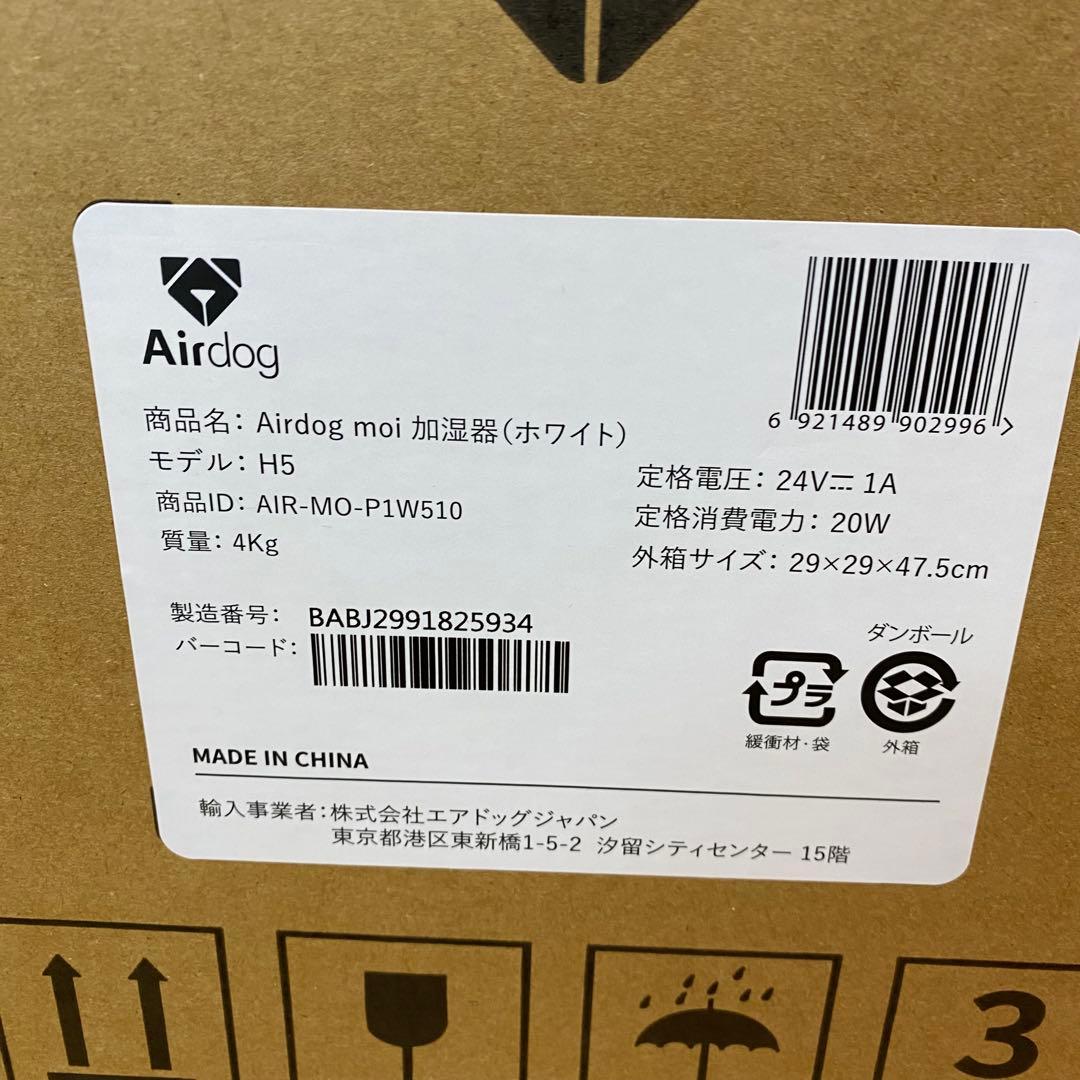 Airdog
6 921489 902996 >
商品名: Airdog moi 加湿器(ホワイト)
モデル: H5
商品ID: AIR-MO-P1W510
質量: 4Kg
定格電圧: 24V⎓ 1A
定格消費電力: 20W
外箱サイズ: 29×29×47.5cm
製造番号: BABJ2991825934
バーコード:
ダンボール
プラ
緩衝材・袋
外箱
MADE IN CHINA
輸入事業者:株式会社エアドッグジャパン
東京都港区東新橋1-5-2 汐留シティセンター 15階
3